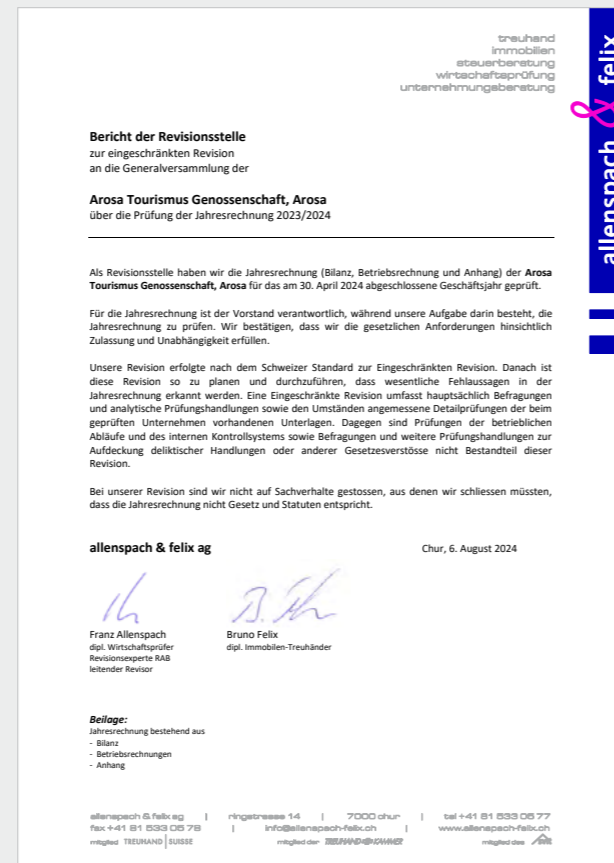 treuhand
immobilien
steuerberatung
wirtschaftsprüfung
unternehmungsberatung
allenspach & felix
Bericht der Revisionsstelle
zur eingeschränkten Revision
an die Generalversammlung der
Arosa Tourismus Genossenschaft, Arosa
über die Prüfung der Jahresrechnung 2023/2024
Als Revisionsstelle haben wir die Jahresrechnung (Bilanz, Betriebsrechnung und Anhang) der Arosa
Tourismus Genossenschaft, Arosa für das am 30. April 2024 abgeschlossene Geschäftsjahr geprüft.
Für die Jahresrechnung ist der Vorstand verantwortlich, während unsere Aufgabe darin besteht, die
Jahresrechnung zu prüfen. Wir bestätigen, dass wir die gesetzlichen Anforderungen hinsichtlich
Zulassung und Unabhängigkeit erfüllen.
Unsere Revision erfolgte nach dem Schweizer Standard zur Eingeschränkten Revision. Danach ist
diese Revision so zu planen und durchzuführen, dass wesentliche Fehlaussagen in der
Jahresrechnung erkannt werden. Eine Eingeschränkte Revision umfasst hauptsächlich Befragungen
und analytische Prüfungshandlungen sowie den Umständen angemessene Detailprüfungen der beim
geprüften Unternehmen vorhandenen Unterlagen. Dagegen sind Prüfungen der betrieblichen
Abläufe und des internen Kontrollsystems sowie Befragungen und weitere Prüfungshandlungen zur
Aufdeckung deliktischer Handlungen oder anderer Gesetzesverstösse nicht Bestandteil dieser
Revision.
Bei unserer Revision sind wir nicht auf Sachverhalte gestossen, aus denen wir schliessen müssten,
dass die Jahresrechnung nicht Gesetz und Statuten entspricht.
allenspach & felix ag Chur, 6. August 2024
Franz Allenspach Bruno Felix
dipl. Wirtschaftsprüfer dipl. Immobilen-Treuhänder
Revisionsexperte RAB
leitender Revisor
Beilage:
Jahresrechnung bestehend aus
- Bilanz
- Betriebsrechnungen
- Anhang
allenspach & felix ag | ringstrasse 14 | 7000 chur | tel +41 81 533 05 77
fax +41 81 533 05 78 | info@allenspach-felix.ch | www.allenspach-felix.ch
mitglied TREUHAND | SUISSE mitglied der TREUHAND KAMMER mitglied des